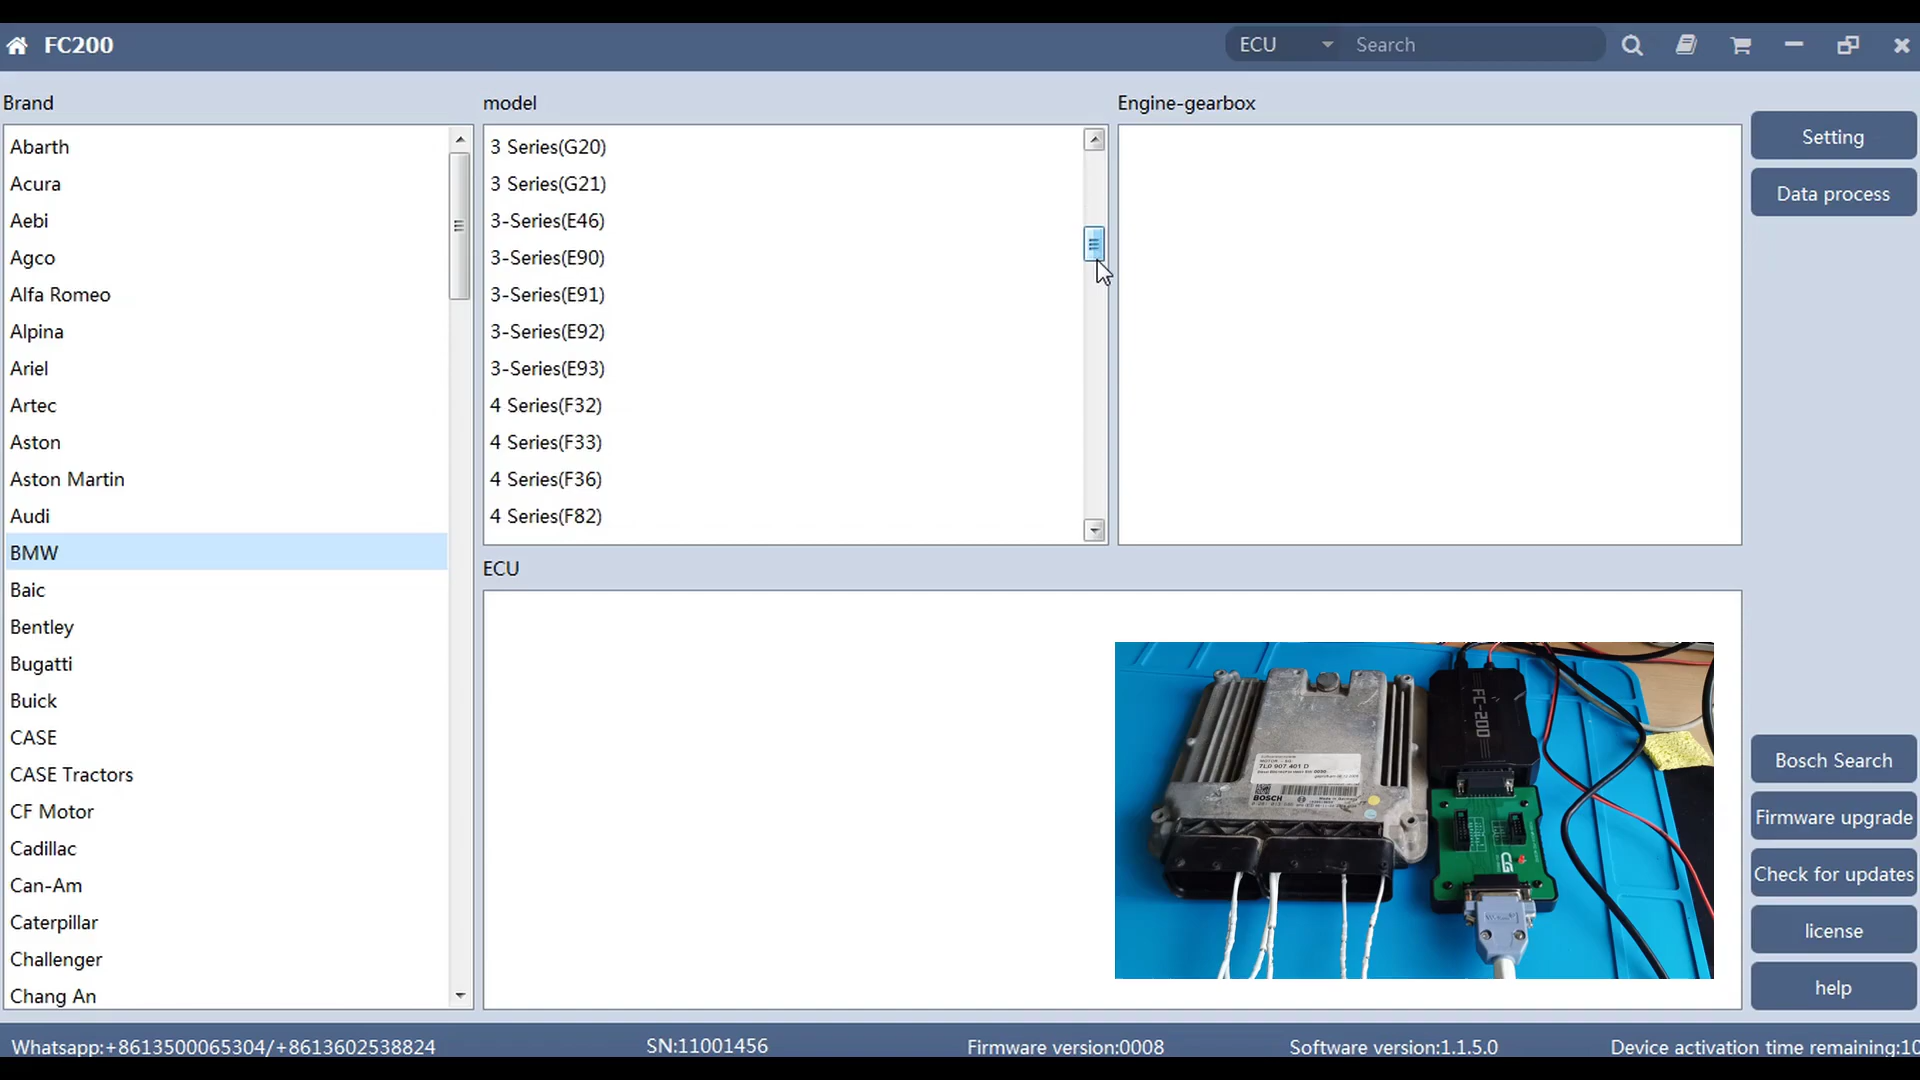 FC200
ECU
Search
Brand
model
Engine-gearbox
Abarth
Acura
Aebi
Agco
Alfa Romeo
Alpina
Ariel
Artec
Aston
Aston Martin
Audi
BMW
Baic
Bentley
Bugatti
Buick
CASE
CASE Tractors
CF Motor
Cadillac
Can-Am
Caterpillar
Challenger
Chang An
3 Series(G20)
3 Series(G21)
3-Series(E46)
3-Series(E90)
3-Series(E91)
3-Series(E92)
3-Series(E93)
4 Series(F32)
4 Series(F33)
4 Series(F36)
4 Series(F82)
ECU
Setting
Data process
Bosch Search
Firmware upgrade
Check for updates
license
help
7L0 907 401 D
BOSCH
FC-200
CG
Whatsapp:+8613500065304/+8613602538824
SN:11001456
Firmware version:0008
Software version:1.1.5.0
Device activation time remaining:10